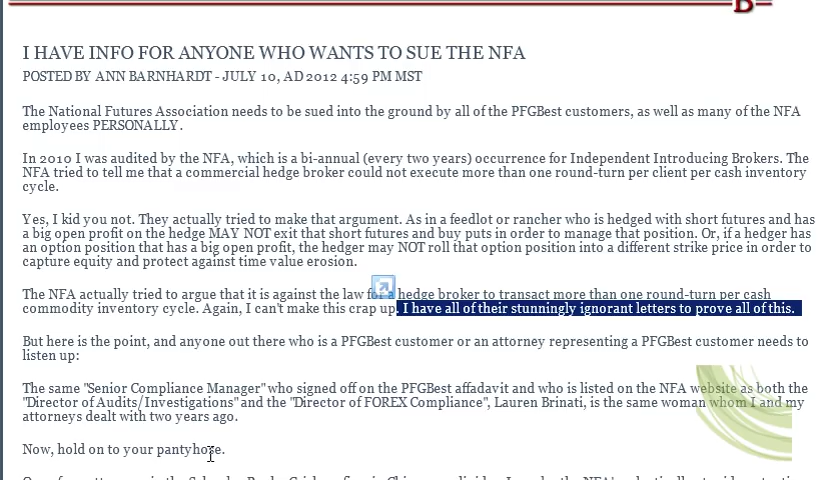 B
I HAVE INFO FOR ANYONE WHO WANTS TO SUE THE NFA
POSTED BY ANN BARNHARDT - JULY 10, AD 2012 4:59 PM MST
The National Futures Association needs to be sued into the ground by all of the PFGBest customers, as well as many of the NFA
employees PERSONALLY.
In 2010 I was audited by the NFA, which is a bi-annual (every two years) occurrence for Independent Introducing Brokers. The
NFA tried to tell me that a commercial hedge broker could not execute more than one round-turn per client per cash inventory
cycle.
Yes, I kid you not. They actually tried to make that argument. As in a feedlot or rancher who is hedged with short futures and has
a big open profit on the hedge MAY NOT exit that short futures and buy puts in order to manage that position. Or, if a hedger has
an option position that has a big open profit, the hedger may NOT roll that option position into a different strike price in order to
capture equity and protect against time value erosion.
The NFA actually tried to argue that it is against the law for a hedge broker to transact more than one round-turn per cash
commodity inventory cycle. Again, I can't make this crap up. I have all of their stunningly ignorant letters to prove all of this.
But here is the point, and anyone out there who is a PFGBest customer or an attorney representing a PFGBest customer needs to
listen up:
The same "Senior Compliance Manager" who signed off on the PFGBest affadavit and who is listed on the NFA website as both the
"Director of Audits/Investigations" and the "Director of FOREX Compliance", Lauren Brinati, is the same woman whom I and my
attorneys dealt with two years ago.
Now, hold on to your pantyhose.